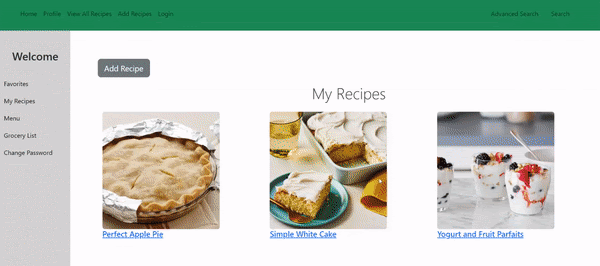 Home Profile View All Recipes Add Recipes Login Advanced Search Search
Welcome
Favorites
My Recipes
Menu
Grocery List
Change Password
Add Recipe
My Recipes
Perfect Apple Pie Simple White Cake Yogurt and Fruit Parfaits